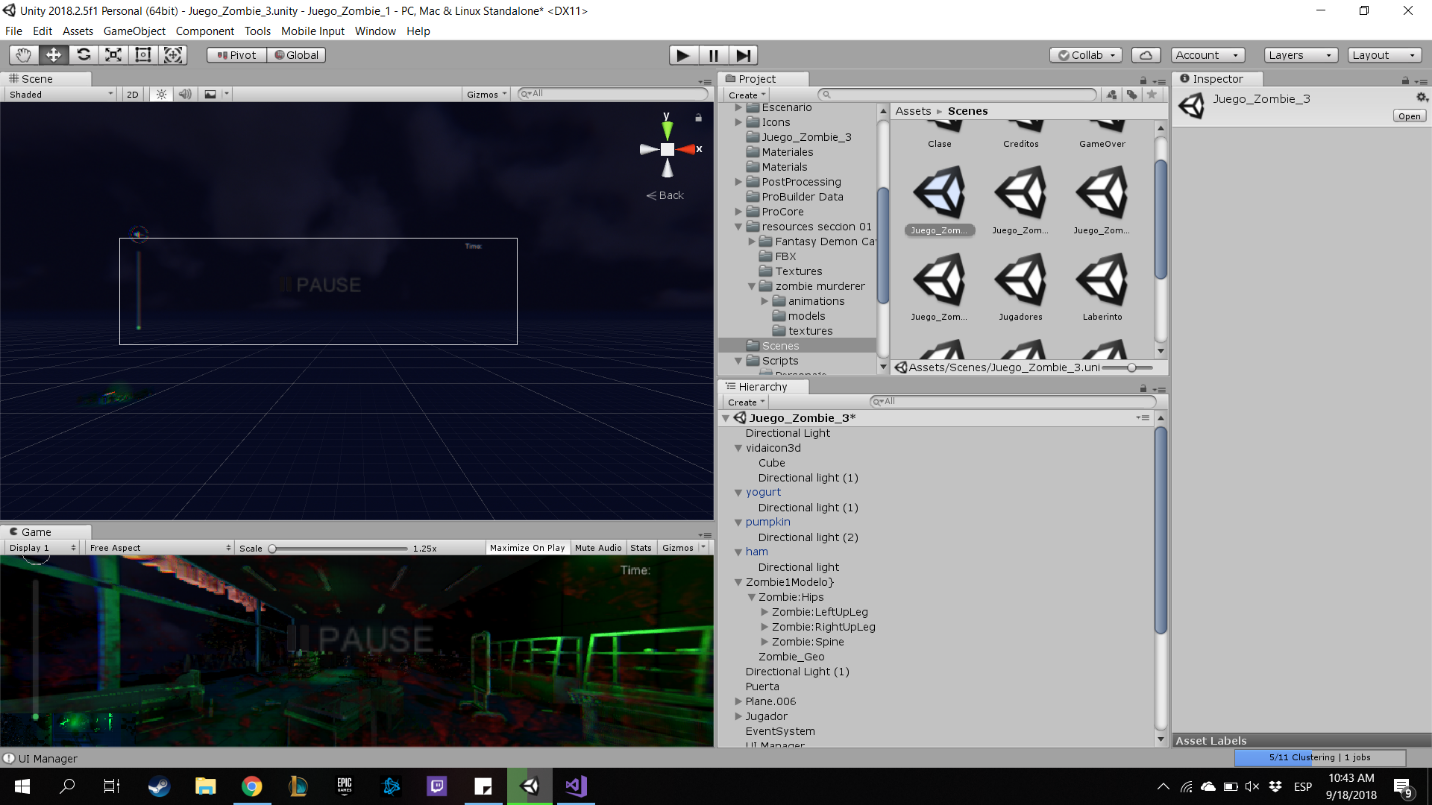 Unity 2018.2.5f1 Personal (64bit) - Juego_Zombie_3.unity - Juego_Zombie_1 - PC, Mac & Linux Standalone* <DX11>
File Edit Assets GameObject Component Tools Mobile Input Window Help
Pivot Global Collab Account Layers Layout
Scene
Shaded 2D Gizmos All
y
x
Back
Time:
PAUSE
Game
Display 1 Free Aspect Scale 1.25x Maximize On Play Mute Audio Stats Gizmos
Time:
PAUSE
Project
Create
Escenario
Icons
Juego_Zombie_3
Materiales
Materials
PostProcessing
ProBuilder Data
ProCore
resources seccion 01
Fantasy Demon Ca
FBX
Textures
zombie murderer
animations
models
textures
Scenes
Scripts
Assets Scenes
Clase Creditos GameOver
Juego_Zom... Juego_Zom... Juego_Zom...
Juego_Zom... Jugadores Laberinto
Assets/Scenes/Juego_Zombie_3.uni
Hierarchy
Create All
Juego_Zombie_3*
Directional Light
vidaicon3d
Cube
Directional light (1)
yogurt
Directional light (1)
pumpkin
Directional light (2)
ham
Directional light
Zombie1Modelo}
Zombie:Hips
Zombie:LeftUpLeg
Zombie:RightUpLeg
Zombie:Spine
Zombie_Geo
Directional Light (1)
Puerta
Plane.006
Jugador
EventSystem
UI Manager
Inspector
Juego_Zombie_3
Open
Asset Labels
UI Manager
5/11 Clustering | 1 jobs
EPIC GAMES
ESP
10:43 AM
9/18/2018
9